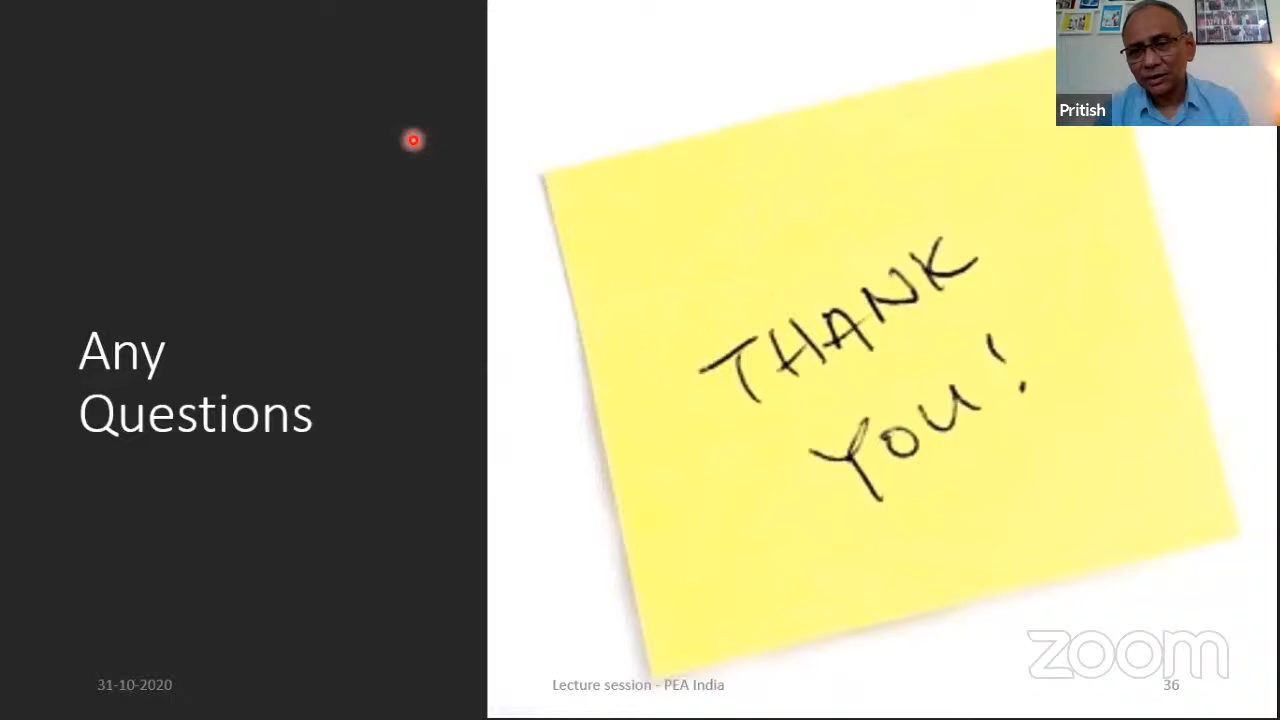 Any
Questions
THANK
YOU!
Pritish
31-10-2020
Lecture session - PEA India
36
zoom